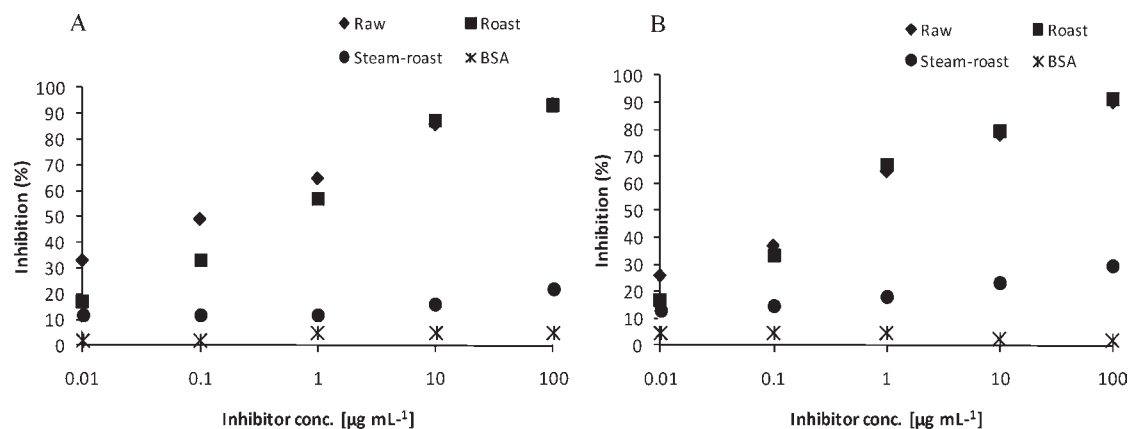 A
Raw
Roast
Steam-roast
BSA
100
90
80
70
60
50
40
30
20
10
0
Inhibition (%)
0.01 0.1 1 10 100
Inhibitor conc. [µg mL⁻¹]
B
Raw
Roast
Steam-roast
BSA
100
90
80
70
60
50
40
30
20
10
0
Inhibition (%)
0.01 0.1 1 10 100
Inhibitor conc. [µg mL⁻¹]